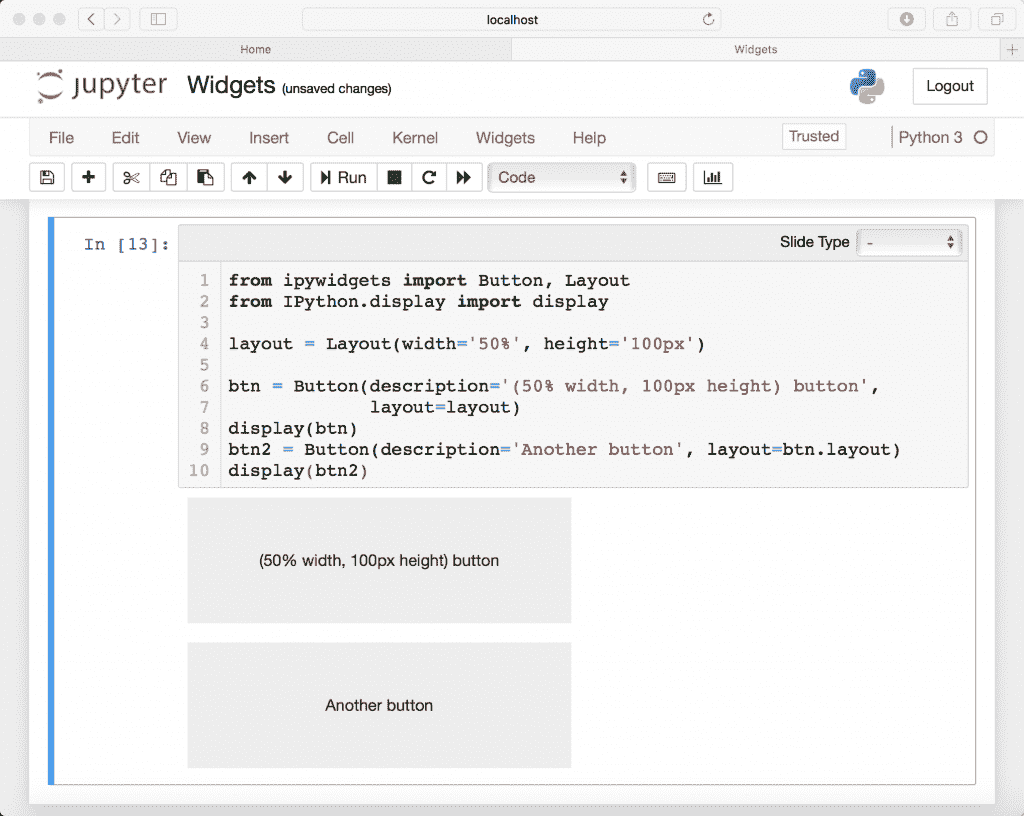 localhost
Home
Widgets
jupyter Widgets (unsaved changes)
Logout
File Edit View Insert Cell Kernel Widgets Help Trusted Python 3
Run Code
In [13]:
Slide Type -
1 from ipywidgets import Button, Layout
2 from IPython.display import display
3
4 layout = Layout(width='50%', height='100px')
5
6 btn = Button(description='(50% width, 100px height) button',
7              layout=layout)
8 display(btn)
9 btn2 = Button(description='Another button', layout=btn.layout)
10 display(btn2)
(50% width, 100px height) button
Another button